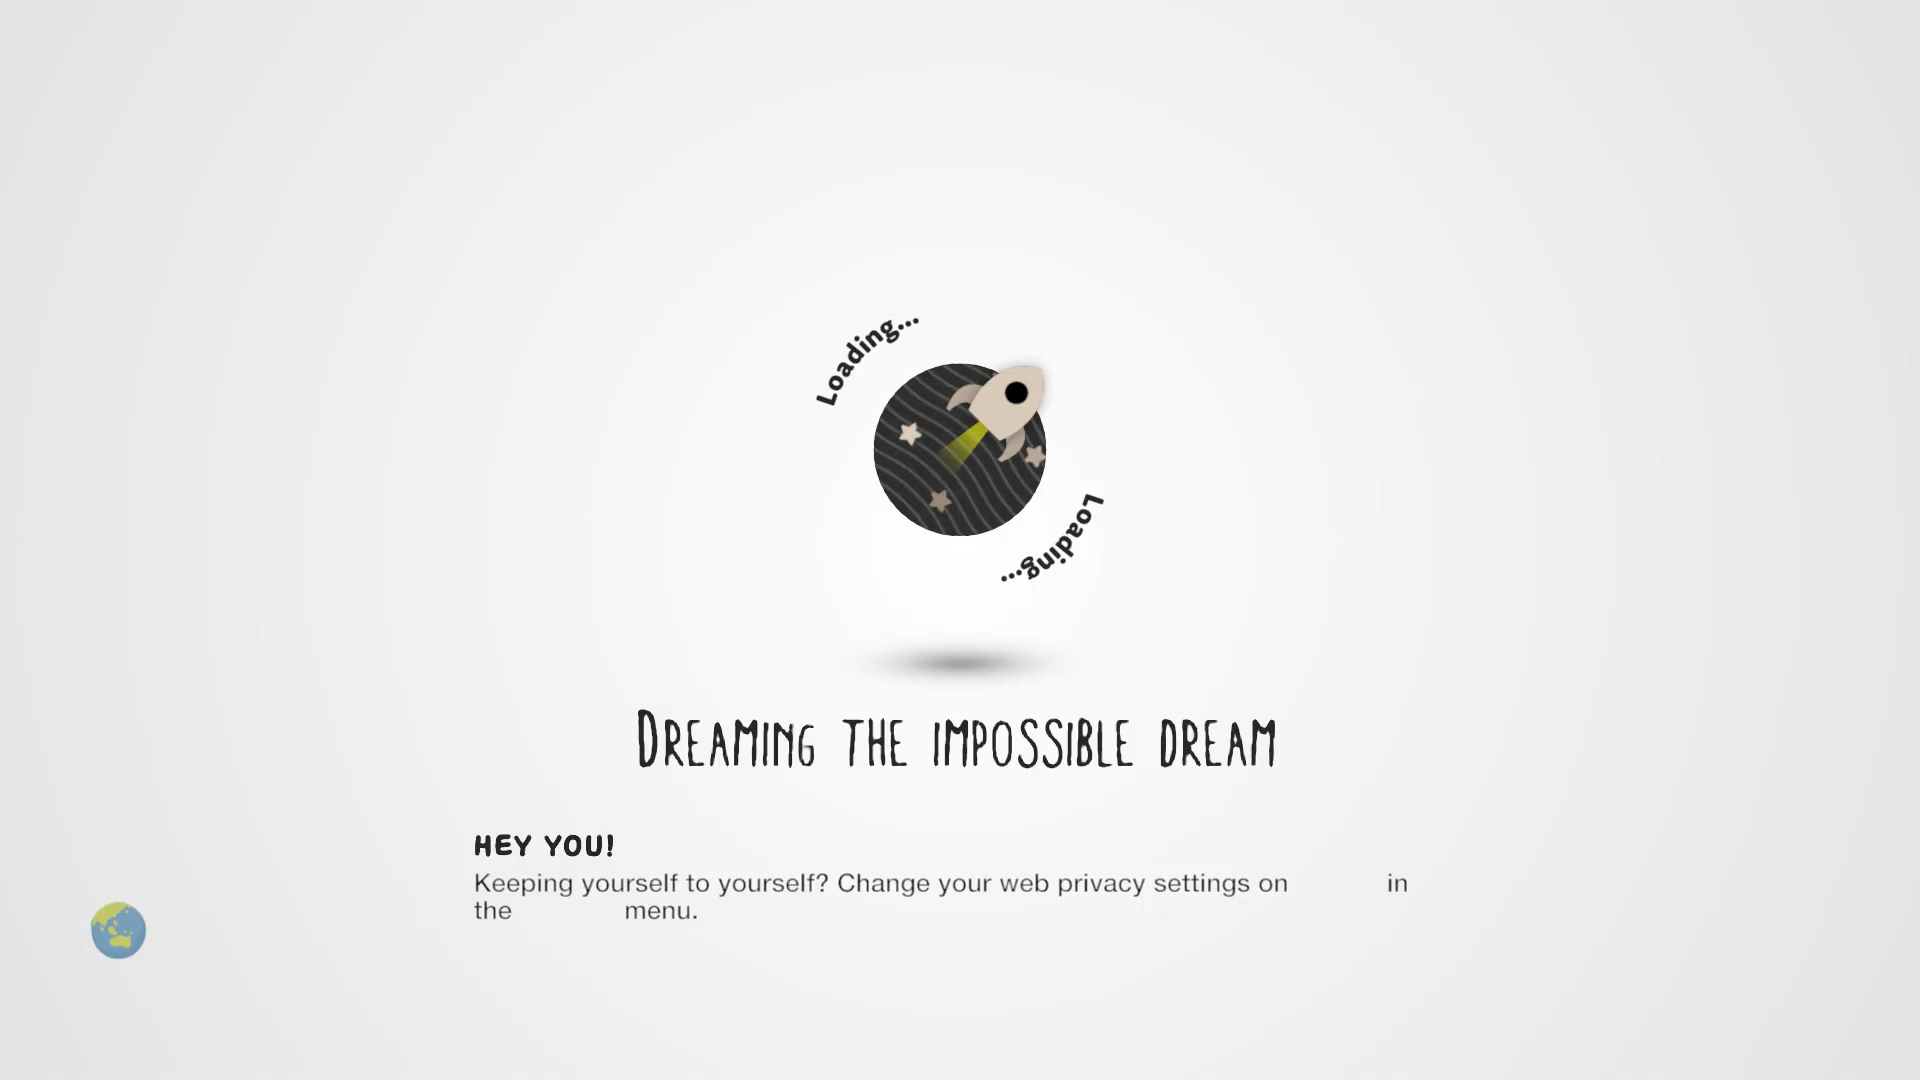 Loading...
Loading...
Dreaming the impossible dream
HEY YOU!
Keeping yourself to yourself? Change your web privacy settings on in
the menu.